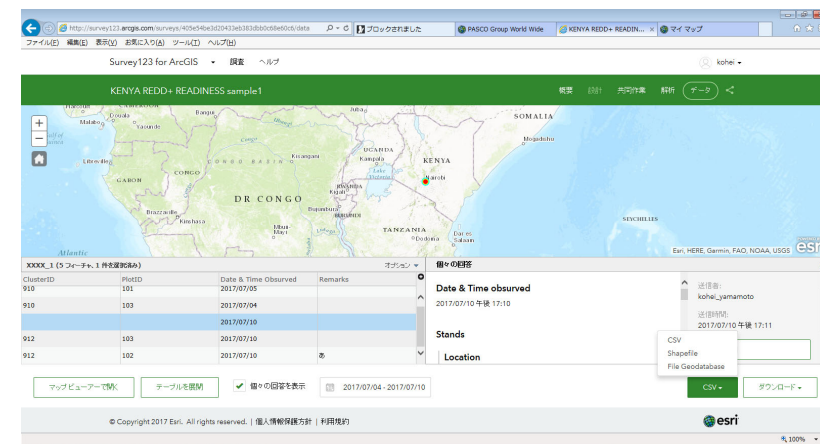 http://survey123.arcgis.com/surveys/405e54be3d20433eb383dbb0c68e60c6/data
ブロックされました
PASCO Group World Wide
KENYA REDD+ READIN...
マイ マップ
ファイル(F) 編集(E) 表示(V) お気に入り(A) ツール(T) ヘルプ(H)
Survey123 for ArcGIS 調査 ヘルプ kohei
KENYA REDD+ READINESS sample1 概要 設計 共同作業 解析 データ
Malabo
Douala
Yaounde
Bangui
Juba
SOMALIA
Mogadishu
Libreville
GABON
CONGO
CONGO BASIN
Kisangani
UGANDA
Kampala
KENYA
Nairobi
Lake Victoria
RWANDA
Kigali
DR CONGO
Bujumbura
BURUNDI
Brazzaville
Kinshasa
Mbuji-Mayi
TANZANIA
Dodoma
Dar es Salaam
SEYCHELLES
Atlantic
Esri, HERE, Garmin, FAO, NOAA, USGS
esri
XXXX_1 (5 フィーチャ, 1 件を選択済み) オプション
個々の回答
ClusterID PlotID Date & Time Obsurved Remarks
910 101 2017/07/05
910 103 2017/07/04
2017/07/10
912 103 2017/07/10
912 102 2017/07/10 あ
Date & Time obsurved
2017/07/10 午後 17:10
Stands
Location
送信者:
kohei_yamamoto
送信時間:
2017/07/10 午後 17:11
CSV
Shapefile
File Geodatabase
マップ ビューアーで開く テーブルを展開 個々の回答を表示 2017/07/04 - 2017/07/10 CSV ダウンロード
© Copyright 2017 Esri. All rights reserved. | 個人情報保護方針 | 利用規約
esri
100%